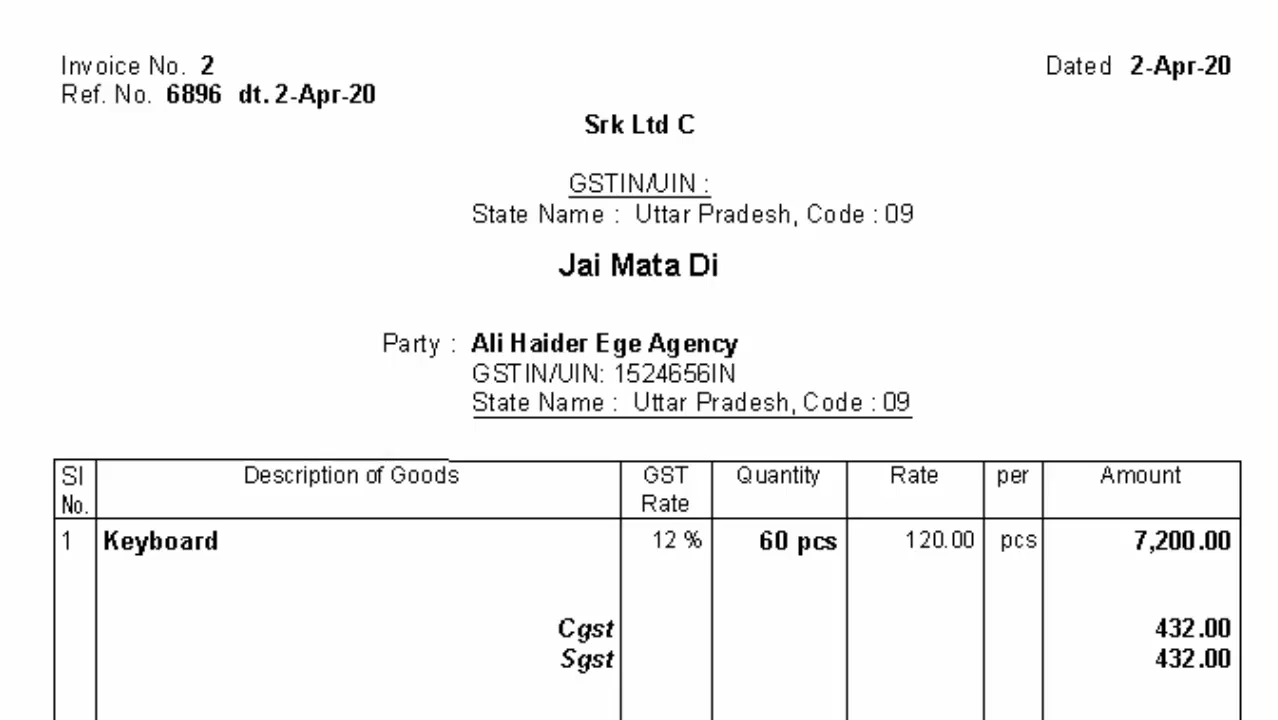 Invoice No. 2 Dated 2-Apr-20
Ref. No. 6896 dt. 2-Apr-20
Srk Ltd C
GSTIN/UIN :
State Name : Uttar Pradesh, Code : 09
Jai Mata Di
Party : Ali Haider Ege Agency
GSTIN/UIN: 1524656IN
State Name : Uttar Pradesh, Code : 09
Sl No. Description of Goods GST Rate Quantity Rate per Amount
1 Keyboard 12 % 60 pcs 120.00 pcs 7,200.00
Cgst 432.00
Sgst 432.00